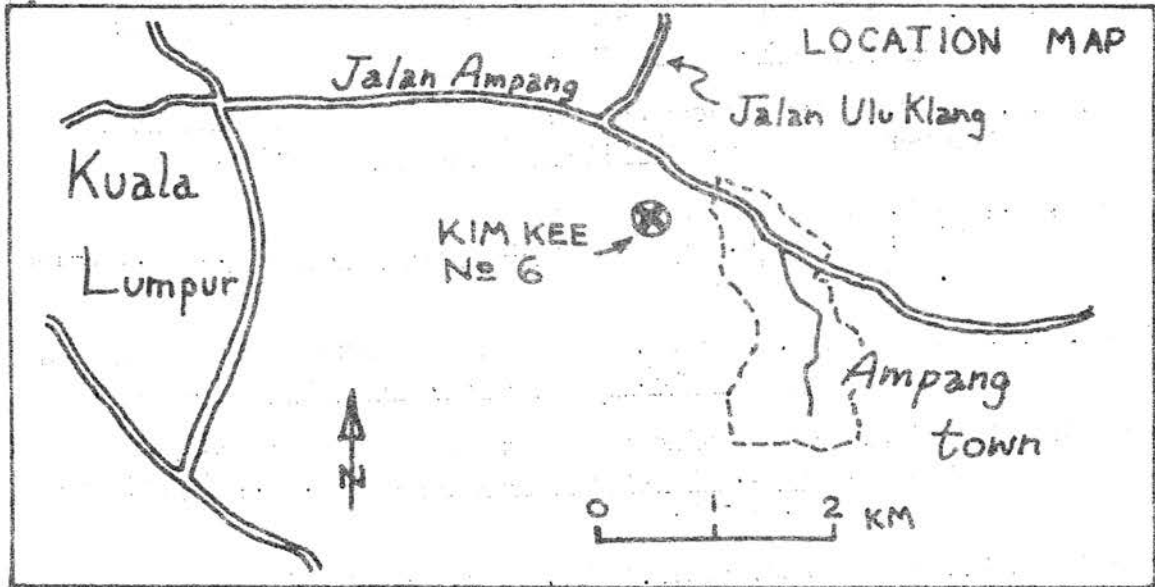 LOCATION MAP
Jalan Ampang
Jalan Ulu Klang
Kuala
Lumpur
KIM KEE
No 6
Ampang
town
N
0 1 2 KM